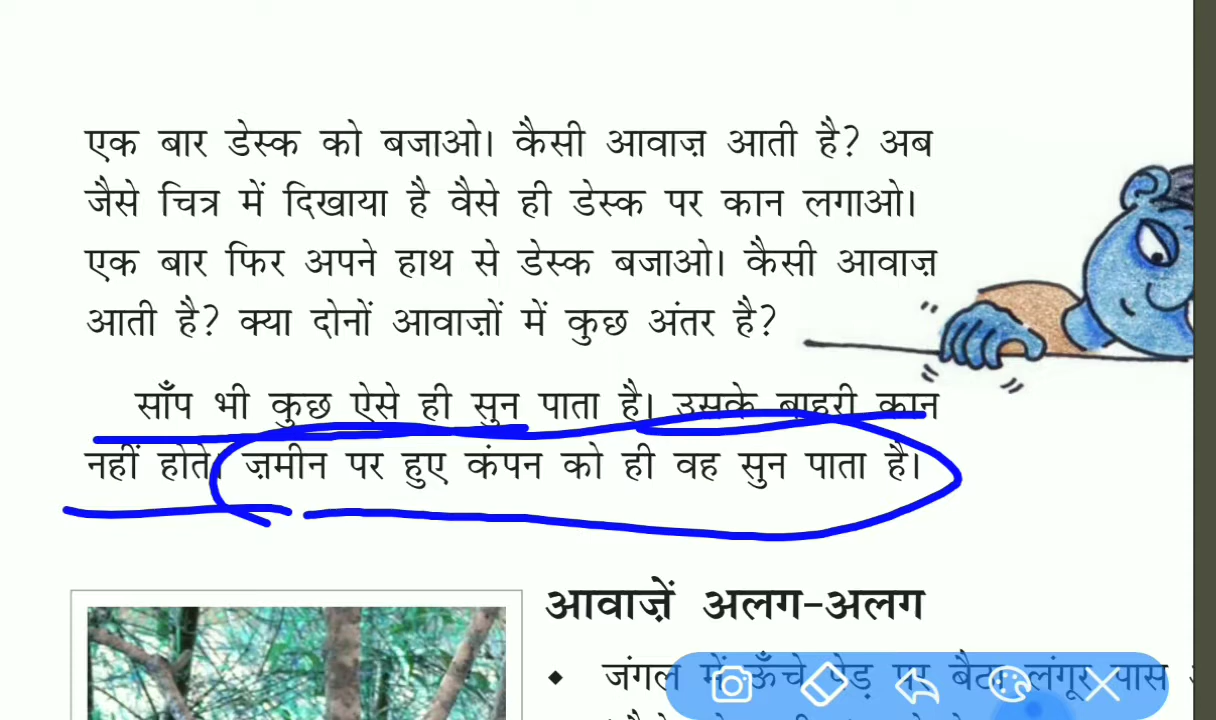 एक बार डेस्क को बजाओ। कैसी आवाज़ आती है? अब
जैसे चित्र में दिखाया है वैसे ही डेस्क पर कान लगाओ।
एक बार फिर अपने हाथ से डेस्क बजाओ। कैसी आवाज़
आती है? क्या दोनों आवाज़ों में कुछ अंतर है?
साँप भी कुछ ऐसे ही सुन पाता है। उसके बाहरी कान
नहीं होते। ज़मीन पर हुए कंपन को ही वह सुन पाता है।
आवाज़ें अलग-अलग
जंगल में ऊँचे पेड़ पर बैठा लंगूर पास